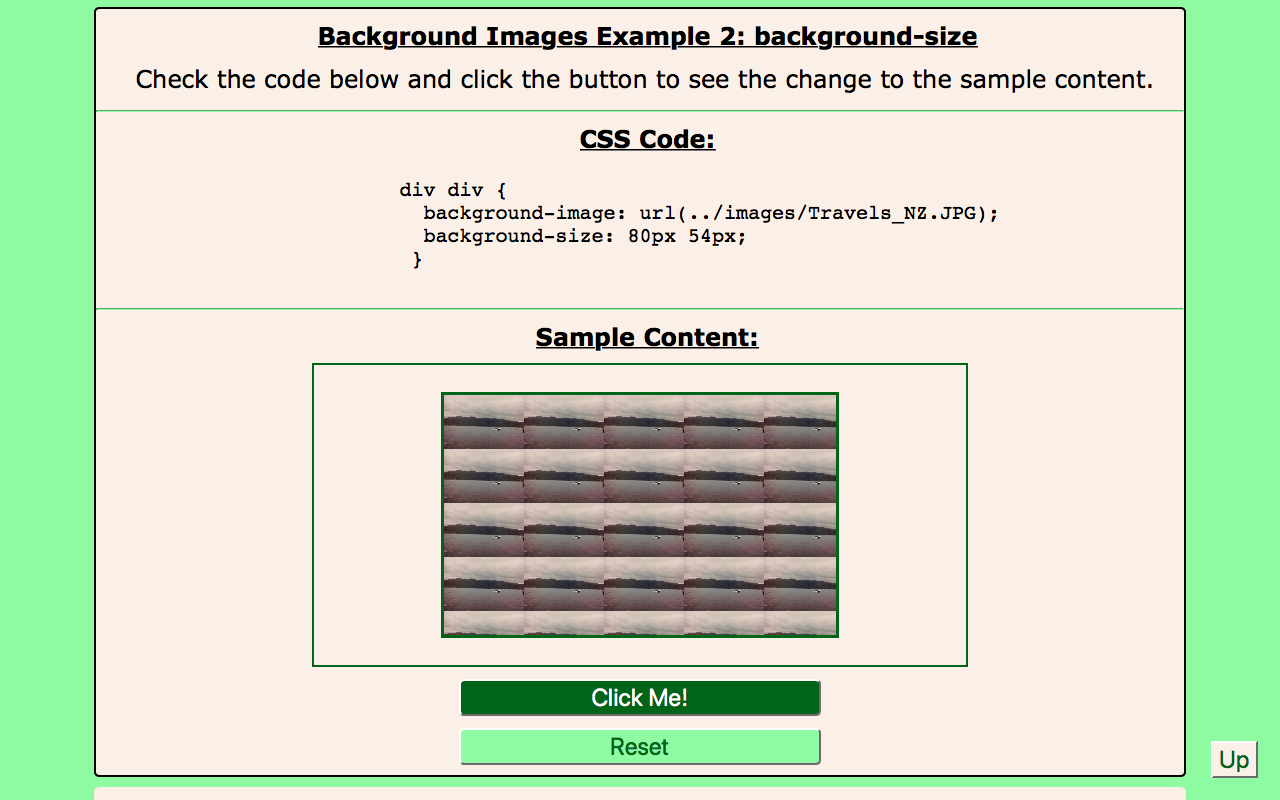 Background Images Example 2: background-size
Check the code below and click the button to see the change to the sample content.
CSS Code:
div div {
  background-image: url(../images/Travels_NZ.JPG);
  background-size: 80px 54px;
 }
Sample Content:
Click Me!
Reset
Up